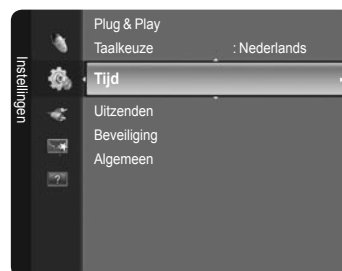 Instellingen
Plug & Play
Taalkeuze : Nederlands
Tijd
Uitzenden
Beveiliging
Algemeen
?